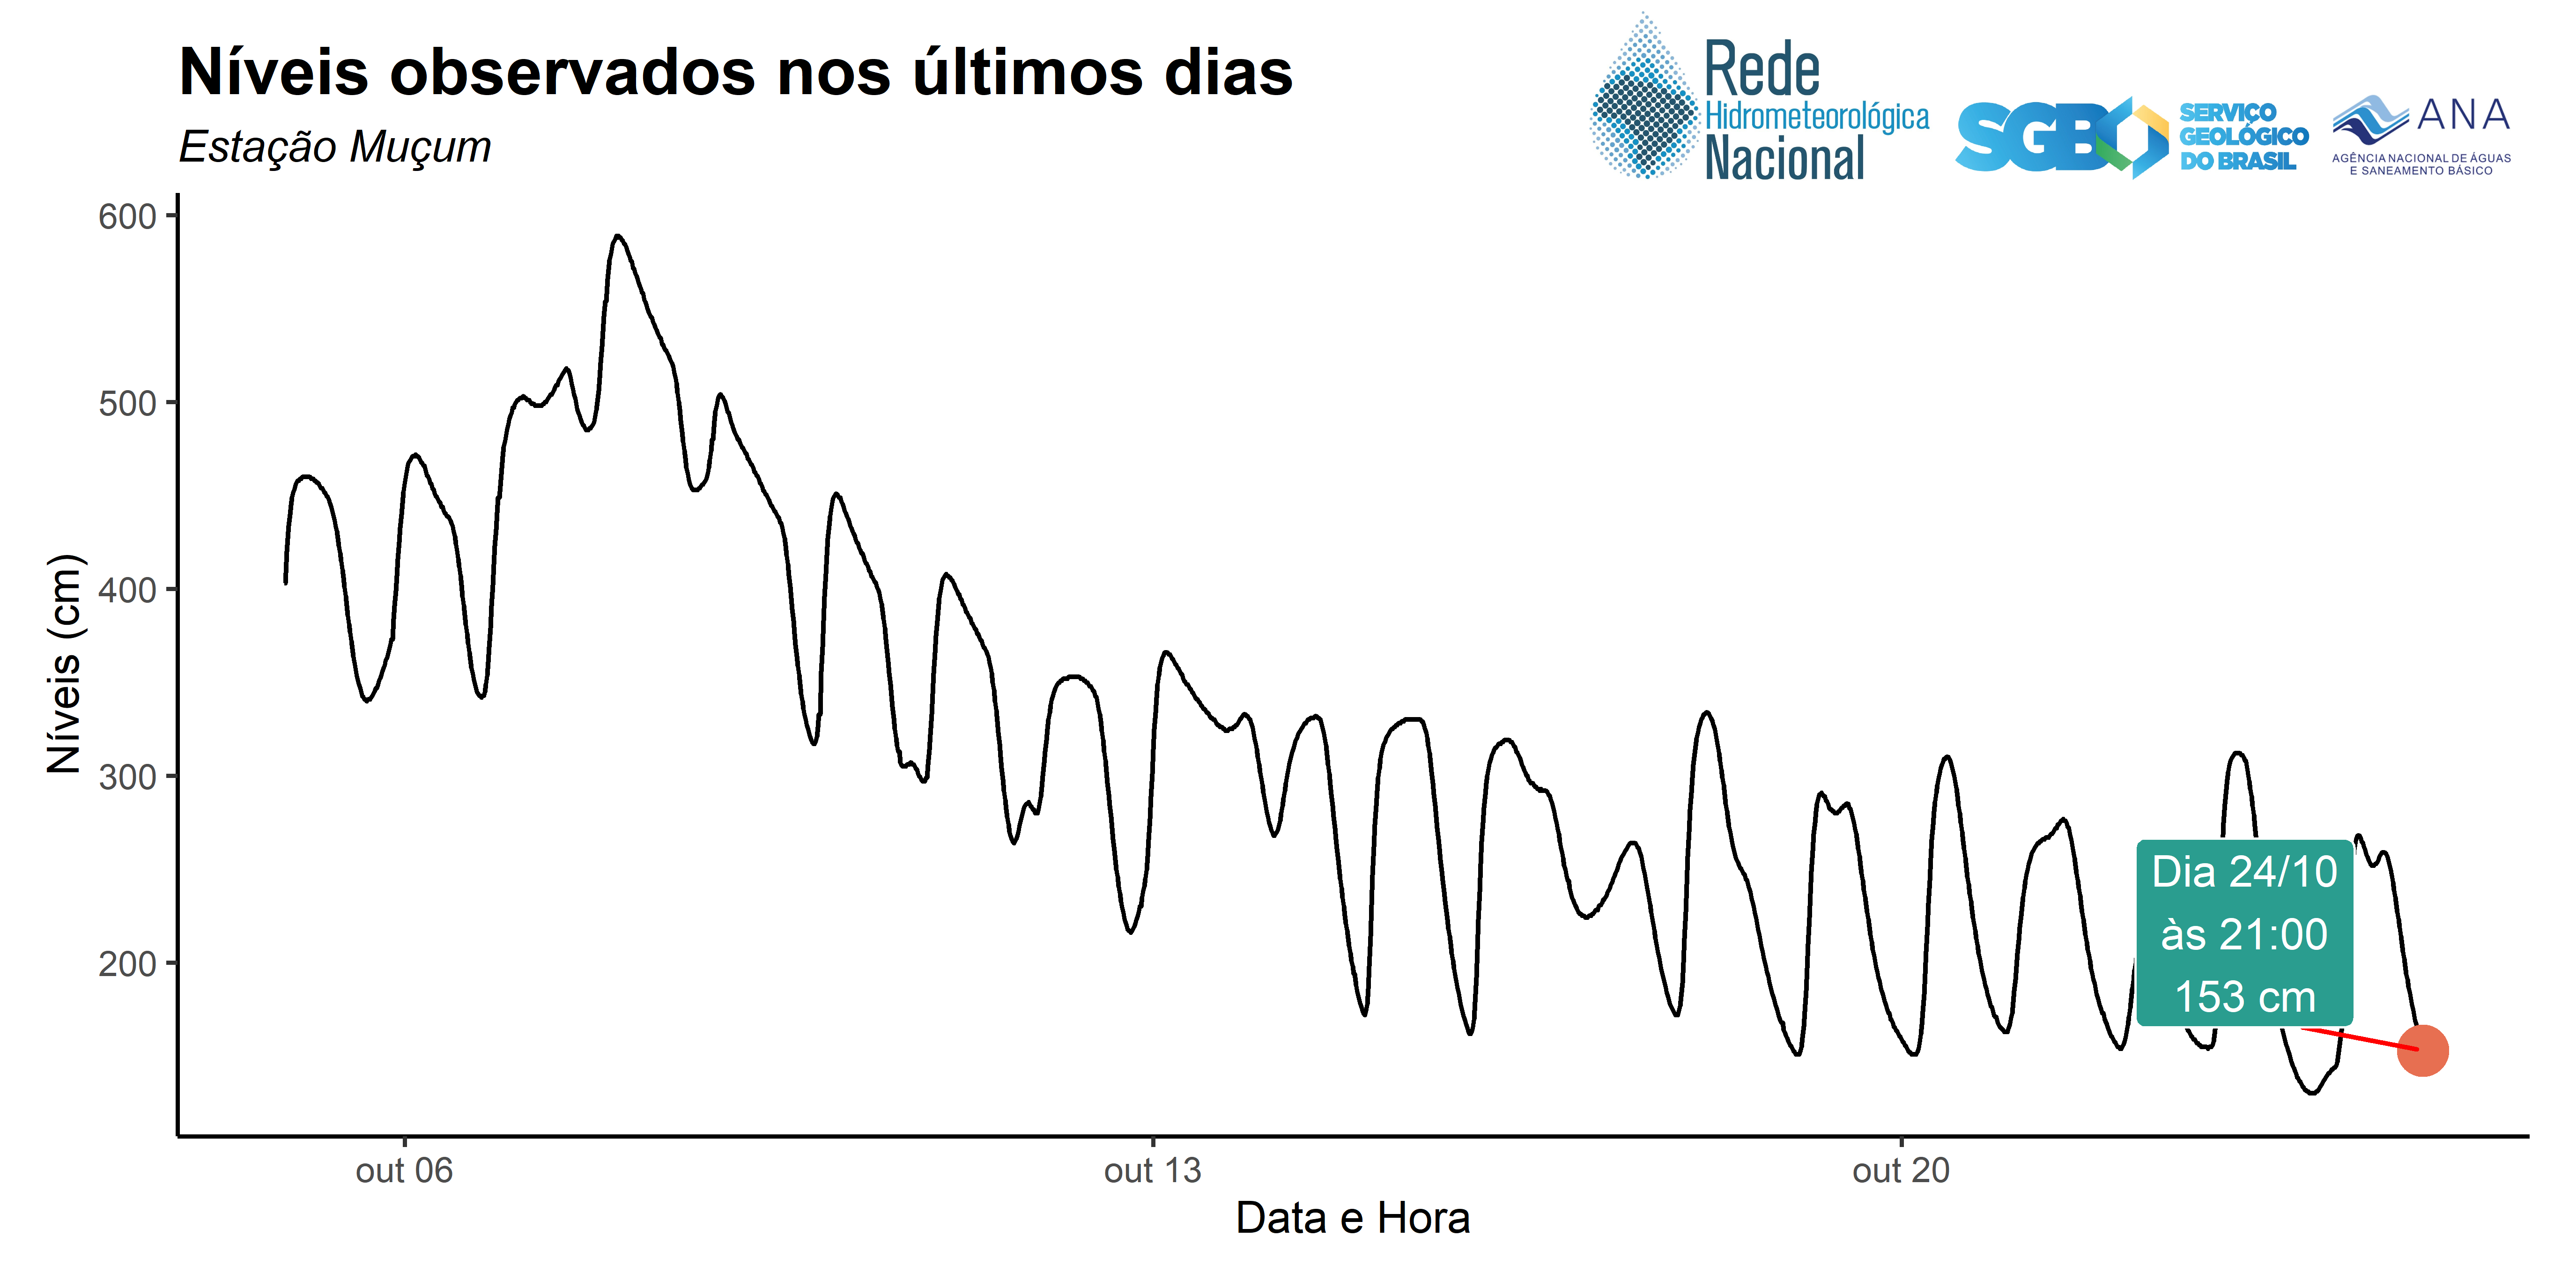 Níveis observados nos últimos dias
Estação Muçum
Rede
Hidrometeorológica
Nacional
SGB
SERVIÇO
GEOLÓGICO
DO BRASIL
ANA
AGÊNCIA NACIONAL DE ÁGUAS
E SANEAMENTO BÁSICO
Níveis (cm)
600
500
400
300
200
Dia 24/10
às 21:00
153 cm
out 06
out 13
out 20
Data e Hora